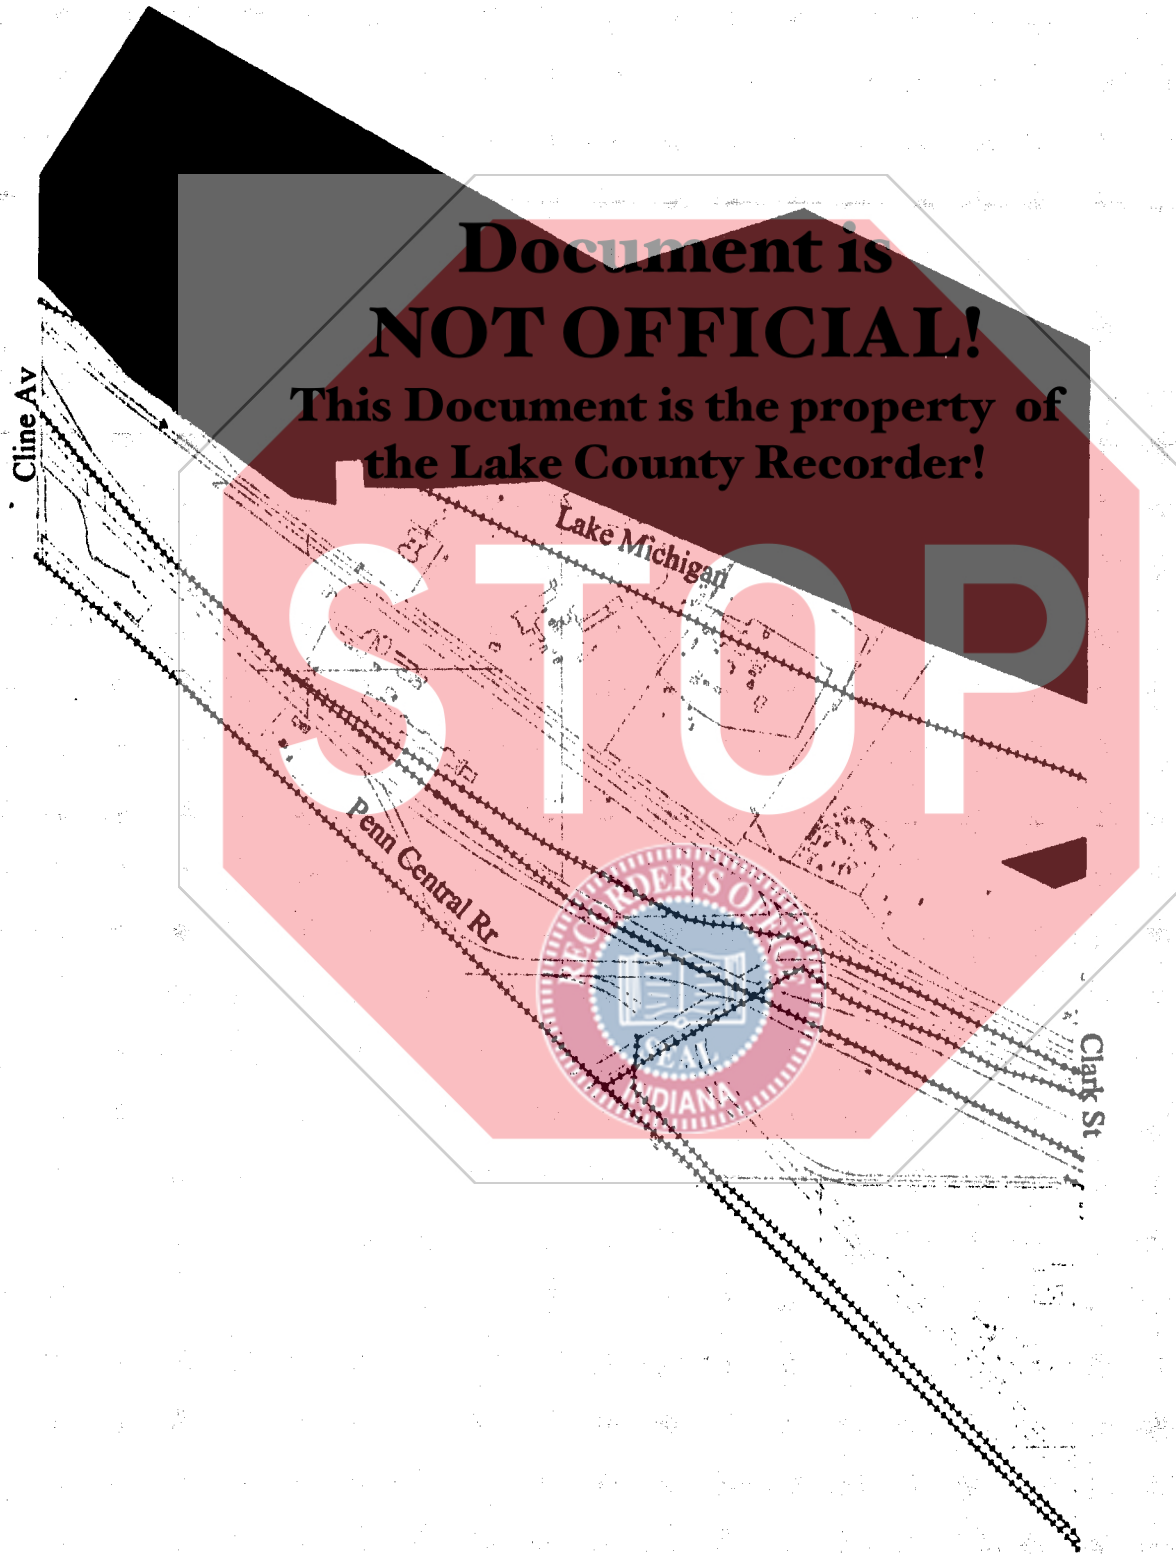 Document is
NOT OFFICIAL!
This Document is the property of
the Lake County Recorder!
Cline Av
Lake Michigan
STOP
Penn Central Rr
RECORDER'S OFFICE
SEAL
INDIANA
Clark St